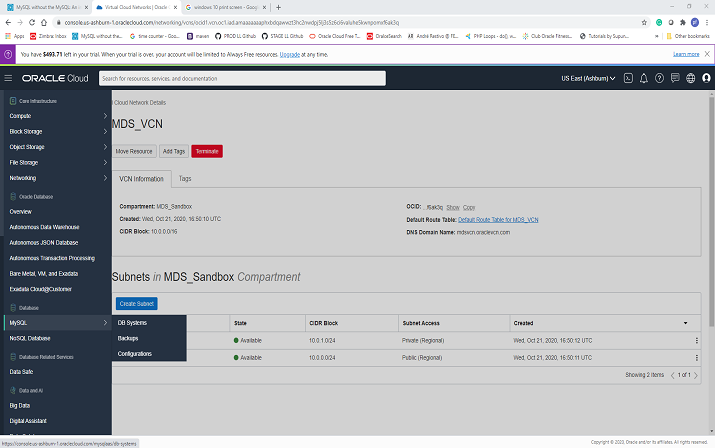 MySQL without the MySQL: An in
Virtual Cloud Networks | Oracle C
windows 10 print screen - Goog
console.us-ashburn-1.oraclecloud.com/networking/vcns/
Apps
Zimbra: Inbox
MySQL without the...
time counter - Goo...
maven
PROD LL Github
STAGE LL Github
Oracle Cloud Free T...
DraloxSearch
André Restivo @ FE...
PHP Loops - do(), w...
Club Oracle Fitness...
Tutorials by Supun...
Other bookmarks
You have $493.71 left in your trial. When your trial is over, your account will be limited to Always Free resources. Upgrade at any time.
Learn more
ORACLE Cloud
Search for resources, services, and documentation
US East (Ashburn)
Core Infrastructure
Compute
Block Storage
Object Storage
File Storage
Networking
Oracle Database
Overview
Autonomous Data Warehouse
Autonomous JSON Database
Autonomous Transaction Processing
Bare Metal, VM, and Exadata
Exadata Cloud@Customer
Database
MySQL
NoSQL Database
Database Related Services
Data Safe
Data and AI
Big Data
Digital Assistant
DB Systems
Backups
Configurations
Cloud Network Details
MDS_VCN
Move Resource
Add Tags
Terminate
VCN Information
Tags
Compartment: MDS_Sandbox
Created: Wed, Oct 21, 2020, 16:50:10 UTC
CIDR Block: 10.0.0.0/16
OCID: ...f6ak3q Show Copy
Default Route Table: Default Route Table for MDS_VCN
DNS Domain Name: mdsvcn.oraclevcn.com
Subnets in MDS_Sandbox Compartment
Create Subnet
State CIDR Block Subnet Access Created
Available 10.0.1.0/24 Private (Regional) Wed, Oct 21, 2020, 16:50:12 UTC
Available 10.0.0.0/24 Public (Regional) Wed, Oct 21, 2020, 16:50:11 UTC
Showing 2 items
1 of 1
https://console.us-ashburn-1.oraclecloud.com/mysqlaas/db-systems
Copyright © 2020, Oracle and/or its affiliates. All rights reserved.